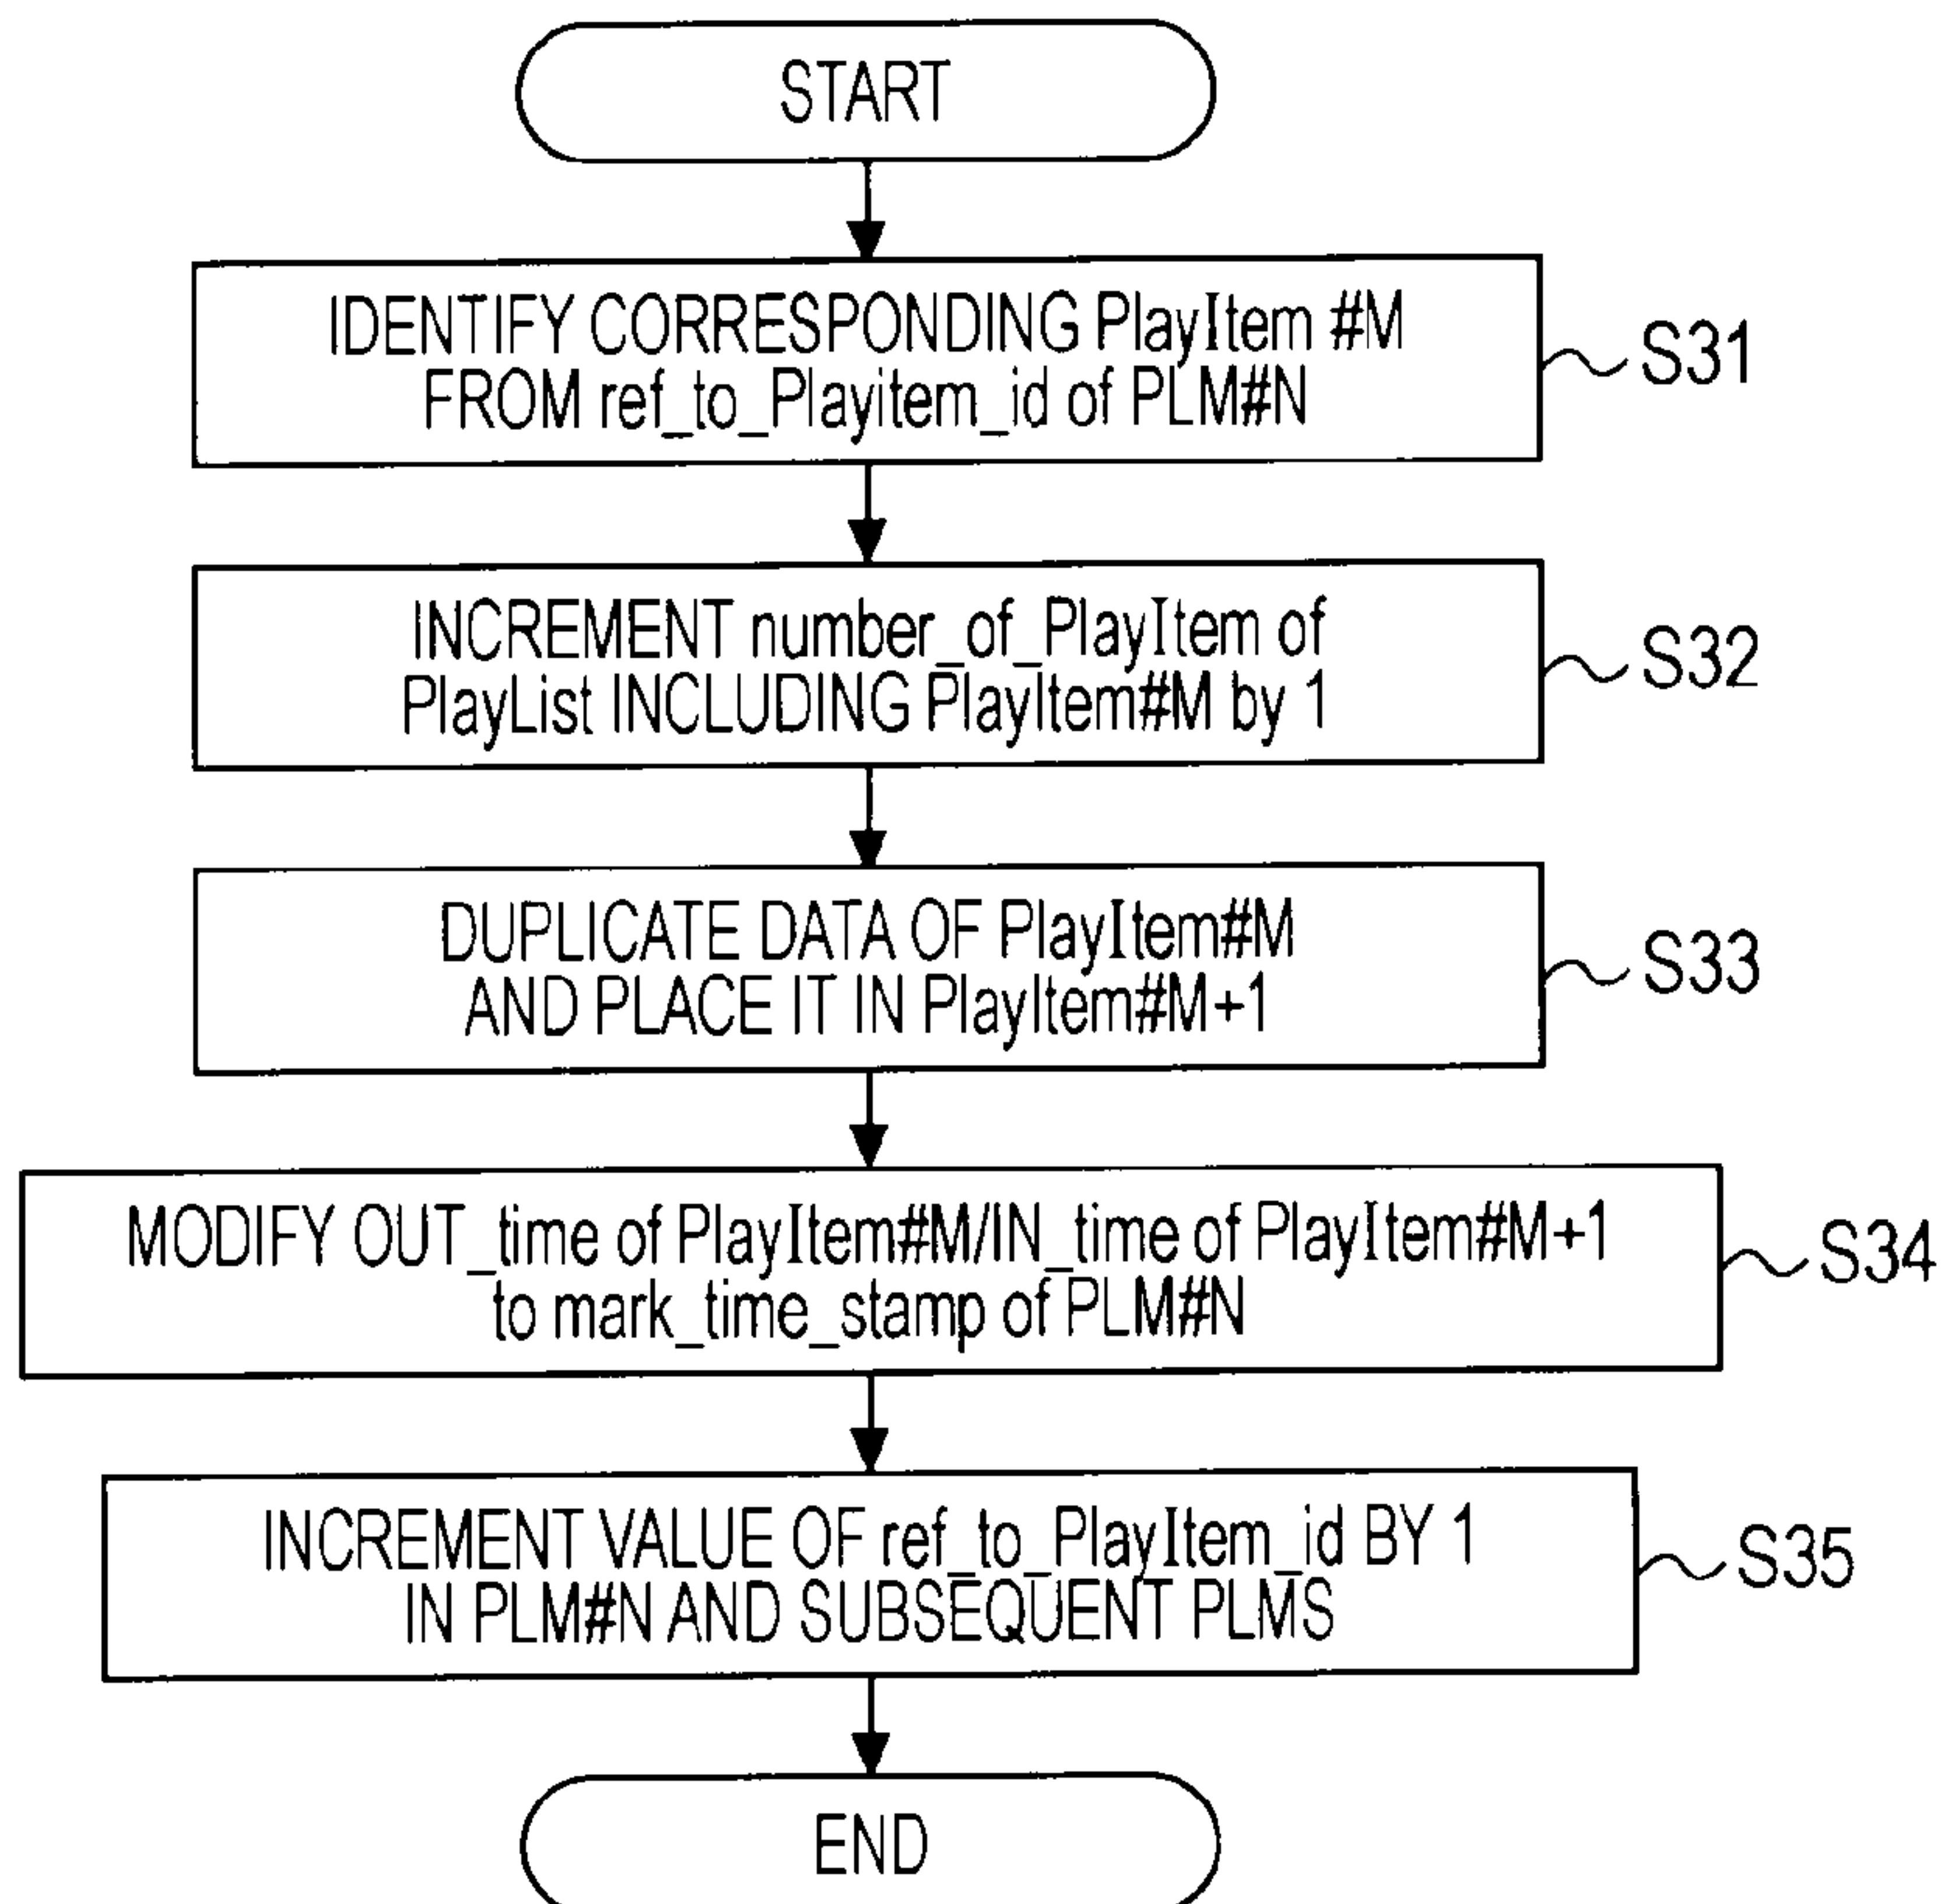 START
IDENTIFY CORRESPONDING PlayItem #M
FROM ref_to_Playitem_id of PLM#N
S31
INCREMENT number_of_PlayItem of
PlayList INCLUDING PlayItem#M by 1
S32
DUPLICATE DATA OF PlayItem#M
AND PLACE IT IN PlayItem#M+1
S33
MODIFY OUT_time of PlayItem#M/IN_time of PlayItem#M+1
to mark_time_stamp of PLM#N
S34
INCREMENT VALUE OF ref_to_PlayItem_id BY 1
IN PLM#N AND SUBSEQUENT PLMS
S35
END